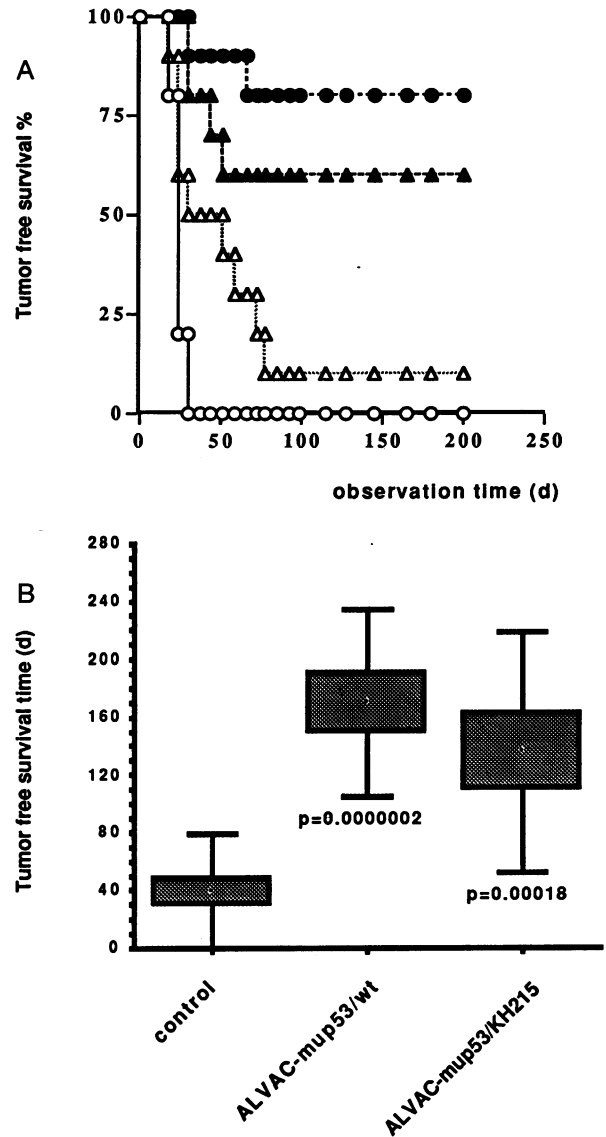 A
Tumor free survival %
100
75
50
25
0
0 50 100 150 200 250
observation time (d)
B
Tumor free survival time (d)
280
240
200
160
120
80
40
0
p=0.0000002
p=0.00018
control
ALVAC-mup53/wt
ALVAC-mup53/KH215